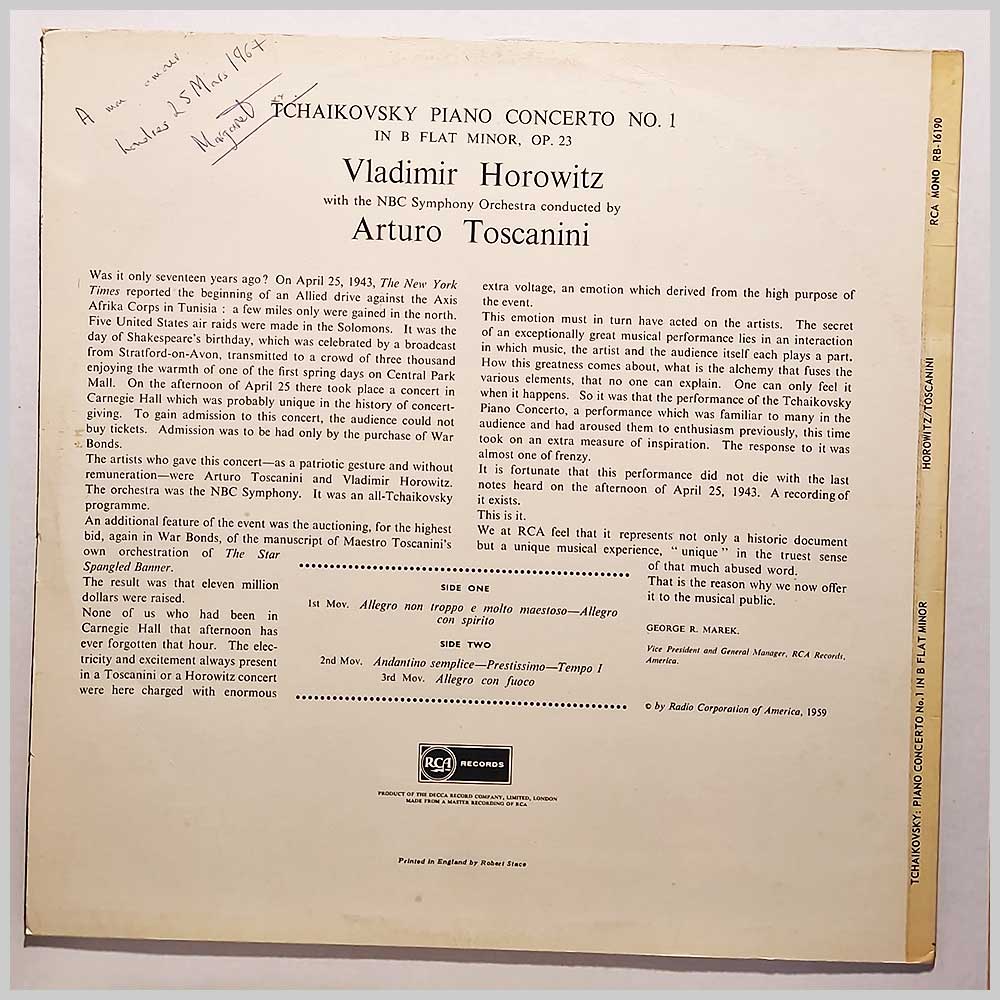 A
25 Mars 1967
Margaret
TCHAIKOVSKY PIANO CONCERTO NO. 1
IN B FLAT MINOR, OP. 23
Vladimir Horowitz
with the NBC Symphony Orchestra conducted by
Arturo Toscanini
Was it only seventeen years ago? On April 25, 1943, The New York
Times reported the beginning of an Allied drive against the Axis
Afrika Corps in Tunisia : a few miles only were gained in the north.
Five United States air raids were made in the Solomons. It was the
day of Shakespeare's birthday, which was celebrated by a broadcast
from Stratford-on-Avon, transmitted to a crowd of three thousand
enjoying the warmth of one of the first spring days on Central Park
Mall. On the afternoon of April 25 there took place a concert in
Carnegie Hall which was probably unique in the history of concert-
giving. To gain admission to this concert, the audience could not
buy tickets. Admission was to be had only by the purchase of War
Bonds.
The artists who gave this concert—as a patriotic gesture and without
remuneration—were Arturo Toscanini and Vladimir Horowitz.
The orchestra was the NBC Symphony. It was an all-Tchaikovsky
programme.
An additional feature of the event was the auctioning, for the highest
bid, again in War Bonds, of the manuscript of Maestro Toscanini's
own orchestration of The Star
Spangled Banner.
The result was that eleven million
dollars were raised.
None of us who had been in
Carnegie Hall that afternoon has
ever forgotten that hour. The elec-
tricity and excitement always present
in a Toscanini or a Horowitz concert
were here charged with enormous
extra voltage, an emotion which derived from the high purpose of
the event.
This emotion must in turn have acted on the artists. The secret
of an exceptionally great musical performance lies in an interaction
in which music, the artist and the audience itself each plays a part.
How this greatness comes about, what is the alchemy that fuses the
various elements, that no one can explain. One can only feel it
when it happens. So it was that the performance of the Tchaikovsky
Piano Concerto, a performance which was familiar to many in the
audience and had aroused them to enthusiasm previously, this time
took on an extra measure of inspiration. The response to it was
almost one of frenzy.
It is fortunate that this performance did not die with the last
notes heard on the afternoon of April 25, 1943. A recording of
it exists.
This is it.
We at RCA feel that it represents not only a historic document
but a unique musical experience, " unique " in the truest sense
of that much abused word.
That is the reason why we now offer
it to the musical public.
GEORGE R. MAREK.
Vice President and General Manager, RCA Records,
America.
© by Radio Corporation of America, 1959
SIDE ONE
1st Mov. Allegro non troppo e molto maestoso—Allegro
con spirito
SIDE TWO
2nd Mov. Andantino semplice—Prestissimo—Tempo I
3rd Mov. Allegro con fuoco
RCA RECORDS
PRODUCT OF THE DECCA RECORD COMPANY, LIMITED, LONDON
MADE FROM A MASTER RECORDING OF RCA
Printed in England by Robert Stace
RCA MONO RB-16190
HOROWITZ/TOSCANINI
TCHAIKOVSKY: PIANO CONCERTO No.1 IN B FLAT MINOR